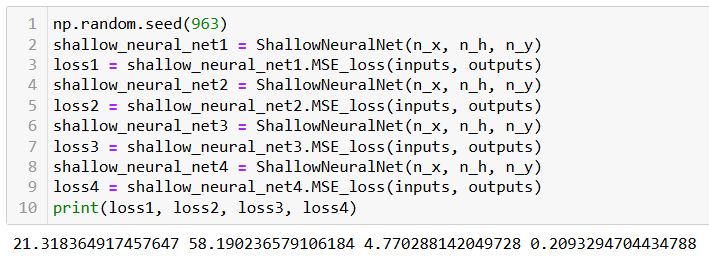 1 np.random.seed(963)
2 shallow_neural_net1 = ShallowNeuralNet(n_x, n_h, n_y)
3 loss1 = shallow_neural_net1.MSE_loss(inputs, outputs)
4 shallow_neural_net2 = ShallowNeuralNet(n_x, n_h, n_y)
5 loss2 = shallow_neural_net2.MSE_loss(inputs, outputs)
6 shallow_neural_net3 = ShallowNeuralNet(n_x, n_h, n_y)
7 loss3 = shallow_neural_net3.MSE_loss(inputs, outputs)
8 shallow_neural_net4 = ShallowNeuralNet(n_x, n_h, n_y)
9 loss4 = shallow_neural_net4.MSE_loss(inputs, outputs)
10 print(loss1, loss2, loss3, loss4)
21.318364917457647 58.190236579106184 4.770288142049728 0.2093294704434788